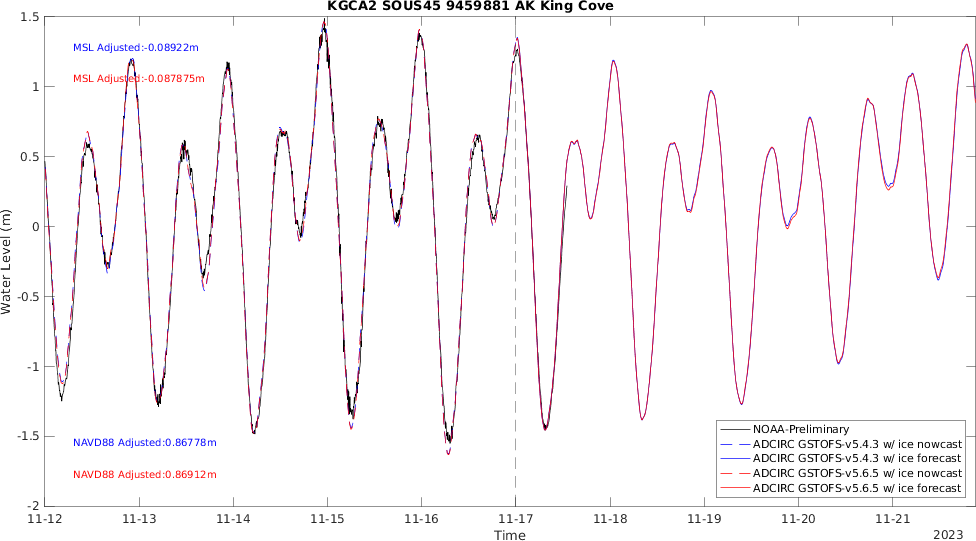 KGCA2 SOUS45 9459881 AK King Cove
MSL Adjusted:-0.08922m
MSL Adjusted:-0.087875m
NAVD88 Adjusted:0.86778m
NAVD88 Adjusted:0.86912m
Water Level (m)
1.5
1
0.5
0
-0.5
-1
-1.5
-2
NOAA-Preliminary
ADCIRC GSTOFS-v5.4.3 w/ ice nowcast
ADCIRC GSTOFS-v5.4.3 w/ ice forecast
ADCIRC GSTOFS-v5.6.5 w/ ice nowcast
ADCIRC GSTOFS-v5.6.5 w/ ice forecast
11-12 11-13 11-14 11-15 11-16 11-17 11-18 11-19 11-20 11-21
Time
2023